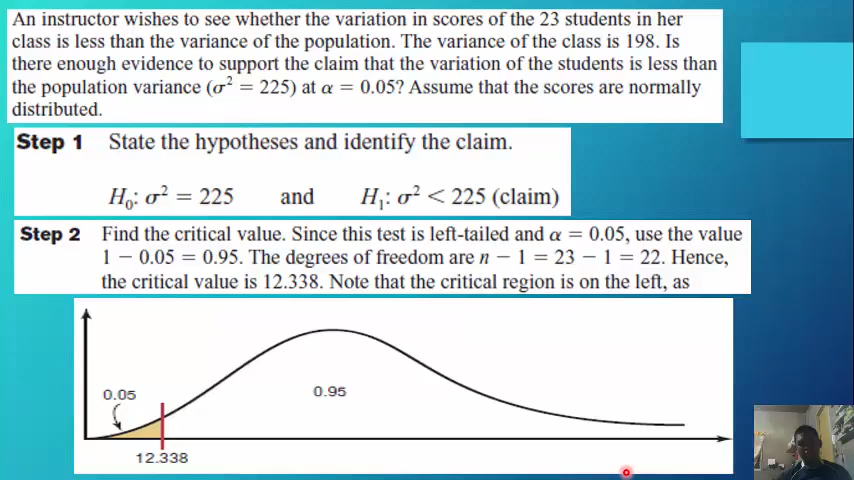 An instructor wishes to see whether the variation in scores of the 23 students in her
class is less than the variance of the population. The variance of the class is 198. Is
there enough evidence to support the claim that the variation of the students is less than
the population variance (σ² = 225) at α = 0.05? Assume that the scores are normally
distributed.
Step 1 State the hypotheses and identify the claim.
H₀: σ² = 225 and H₁: σ² < 225 (claim)
Step 2 Find the critical value. Since this test is left-tailed and α = 0.05, use the value
1 − 0.05 = 0.95. The degrees of freedom are n − 1 = 23 − 1 = 22. Hence,
the critical value is 12.338. Note that the critical region is on the left, as
0.05
0.95
12.338